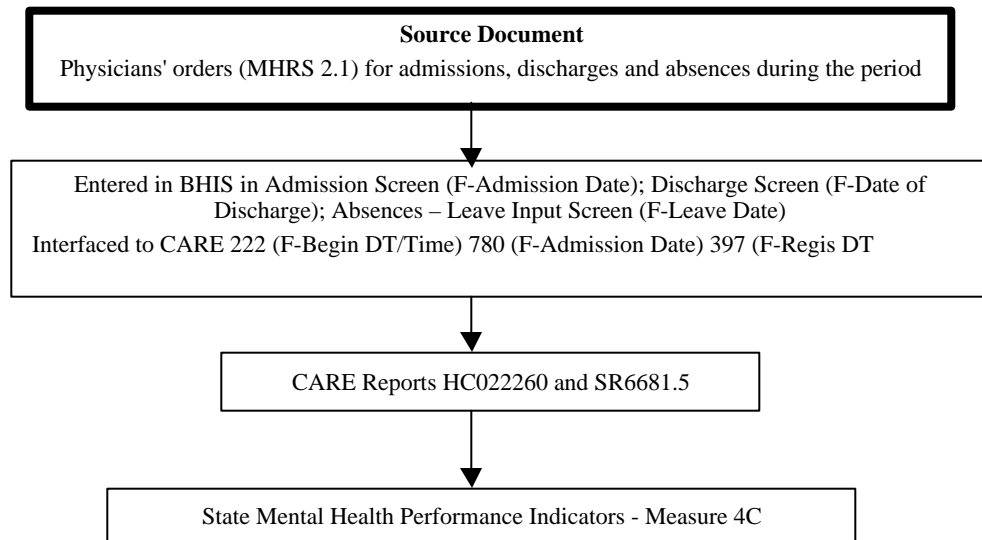 Source Document
Physicians' orders (MHRS 2.1) for admissions, discharges and absences during the period
Entered in BHIS in Admission Screen (F-Admission Date); Discharge Screen (F-Date of
Discharge); Absences – Leave Input Screen (F-Leave Date)
Interfaced to CARE 222 (F-Begin DT/Time) 780 (F-Admission Date) 397 (F-Regis DT
CARE Reports HC022260 and SR6681.5
State Mental Health Performance Indicators - Measure 4C